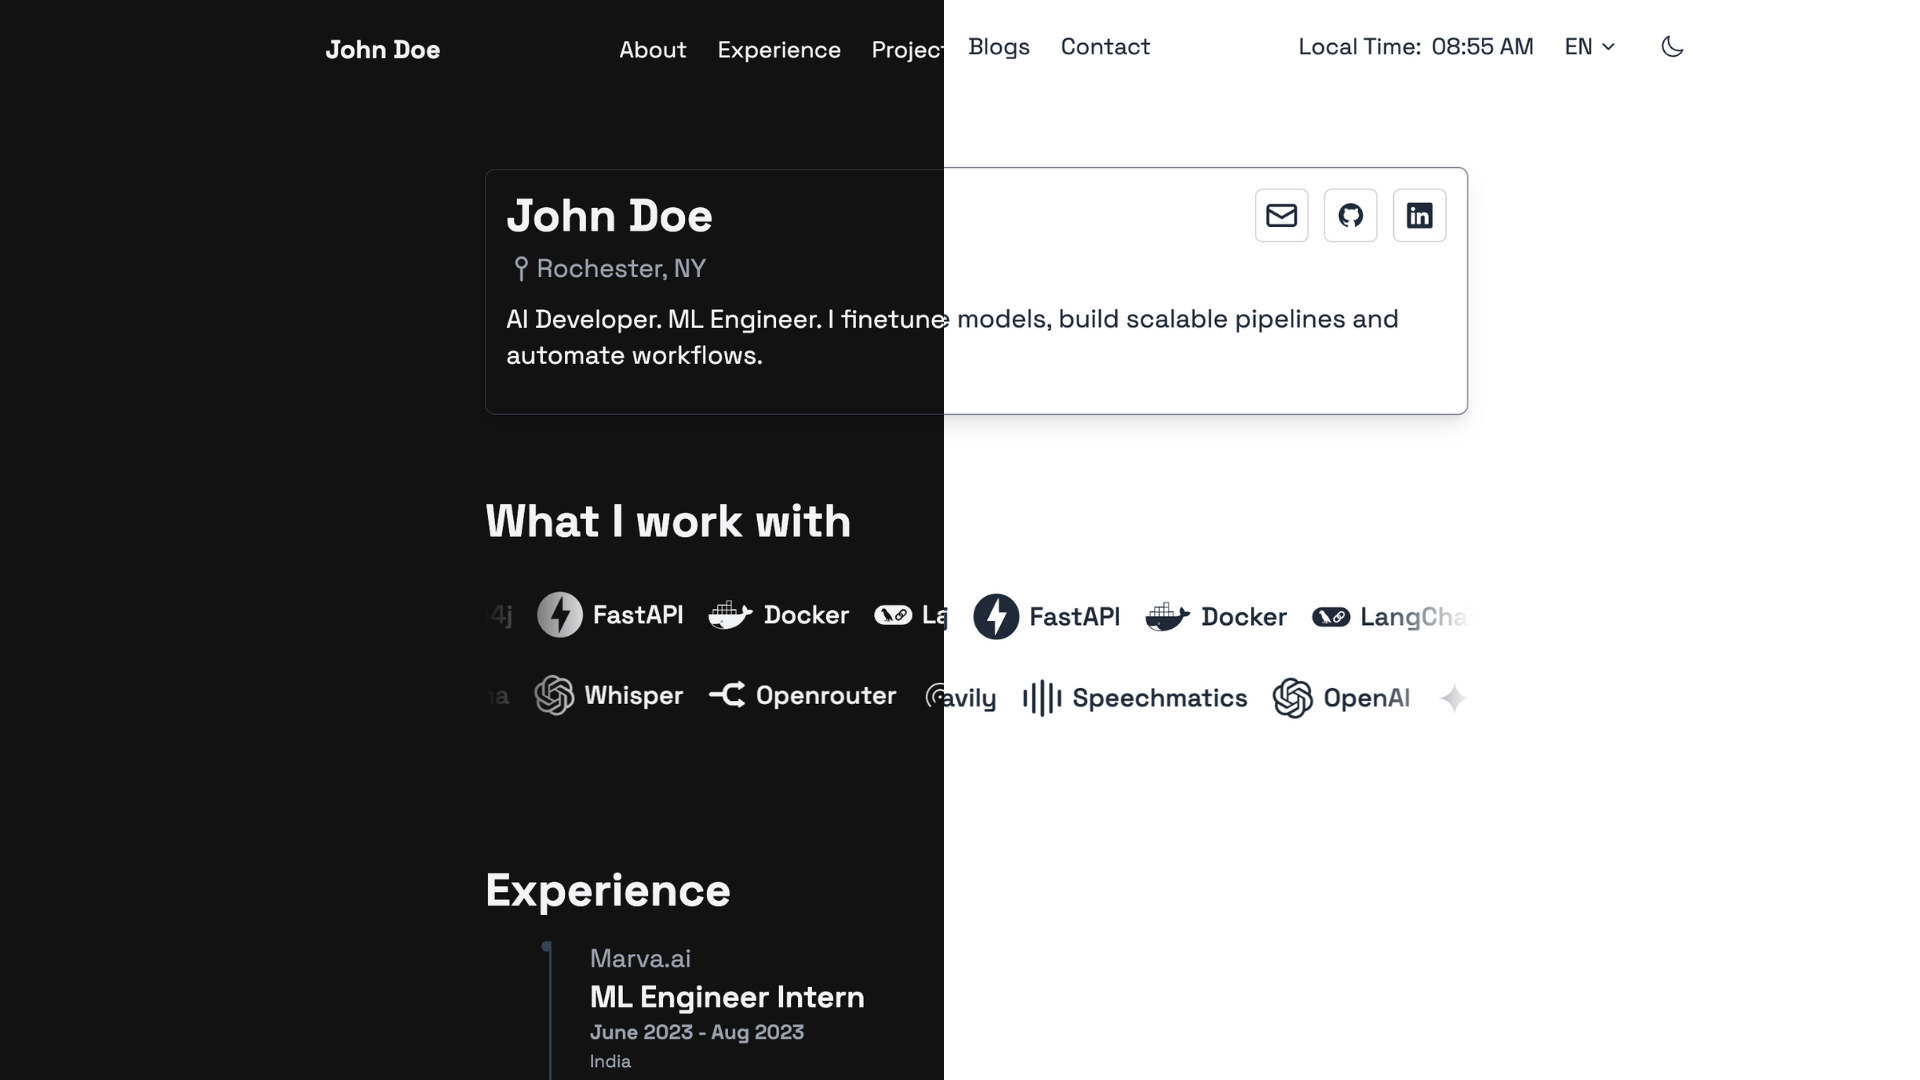 John Doe About Experience Projec Blogs Contact Local Time: 08:55 AM EN
John Doe
Rochester, NY
AI Developer. ML Engineer. I finetune models, build scalable pipelines and
automate workflows.
What I work with
4j FastAPI Docker La FastAPI Docker LangCha
na Whisper Openrouter avily Speechmatics OpenAI
Experience
Marva.ai
ML Engineer Intern
June 2023 - Aug 2023
India